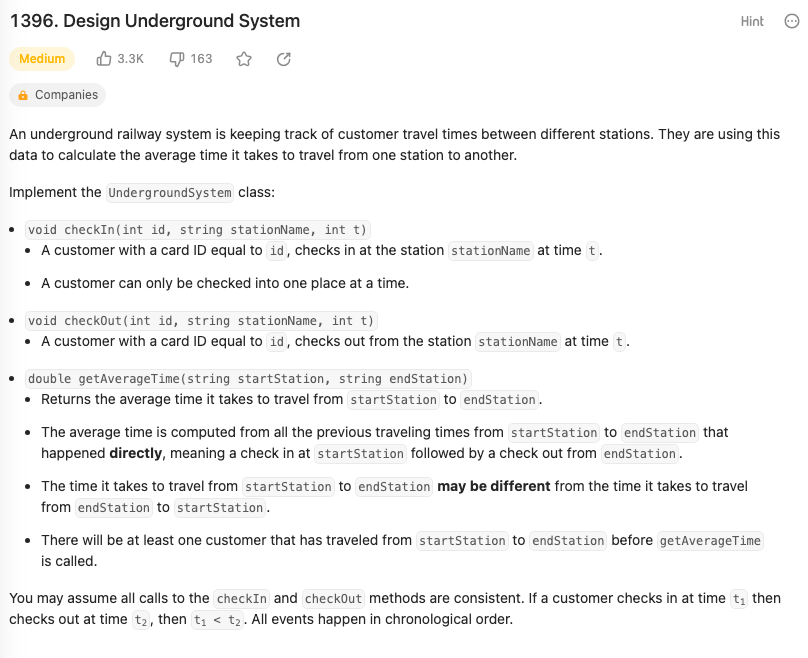 1396. Design Underground System
Hint
Medium
3.3K
163
Companies
An underground railway system is keeping track of customer travel times between different stations. They are using this
data to calculate the average time it takes to travel from one station to another.
Implement the UndergroundSystem class:
• void checkIn(int id, string stationName, int t)
• A customer with a card ID equal to id, checks in at the station stationName at time t.
• A customer can only be checked into one place at a time.
• void checkOut(int id, string stationName, int t)
• A customer with a card ID equal to id, checks out from the station stationName at time t.
• double getAverageTime(string startStation, string endStation)
• Returns the average time it takes to travel from startStation to endStation.
• The average time is computed from all the previous traveling times from startStation to endStation that
happened directly, meaning a check in at startStation followed by a check out from endStation.
• The time it takes to travel from startStation to endStation may be different from the time it takes to travel
from endStation to startStation.
• There will be at least one customer that has traveled from startStation to endStation before getAverageTime
is called.
You may assume all calls to the checkIn and checkOut methods are consistent. If a customer checks in at time t₁ then
checks out at time t₂, then t₁ < t₂. All events happen in chronological order.